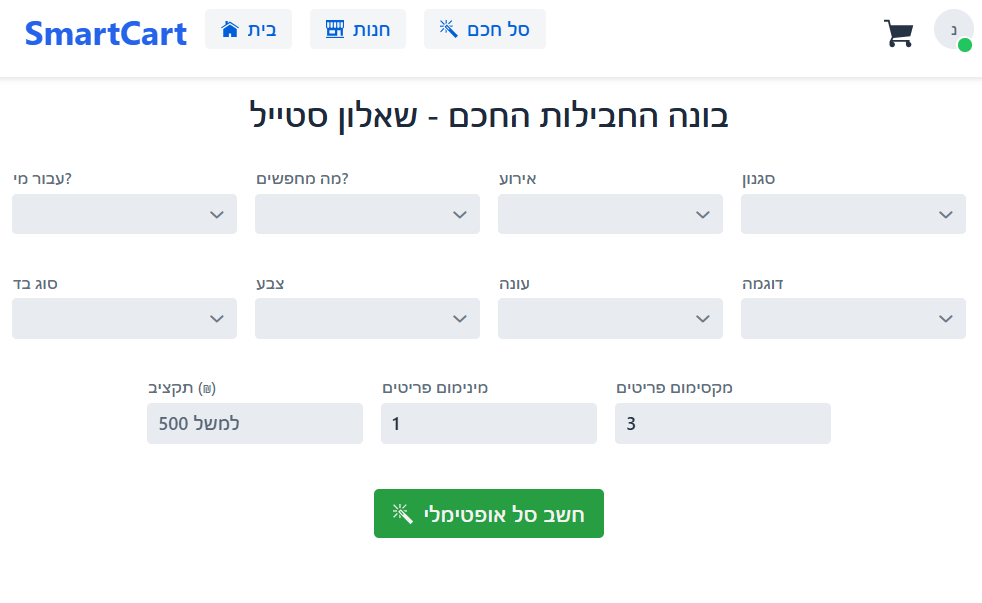 SmartCart
בית
חנות
סל חכם
נ
בונה החבילות החכם - שאלון סטייל
עבור מי?
מה מחפשים?
אירוע
סגנון
סוג בד
צבע
עונה
דוגמה
תקציב (₪)
מינימום פריטים
מקסימום פריטים
למשל 500
1
3
חשב סל אופטימלי